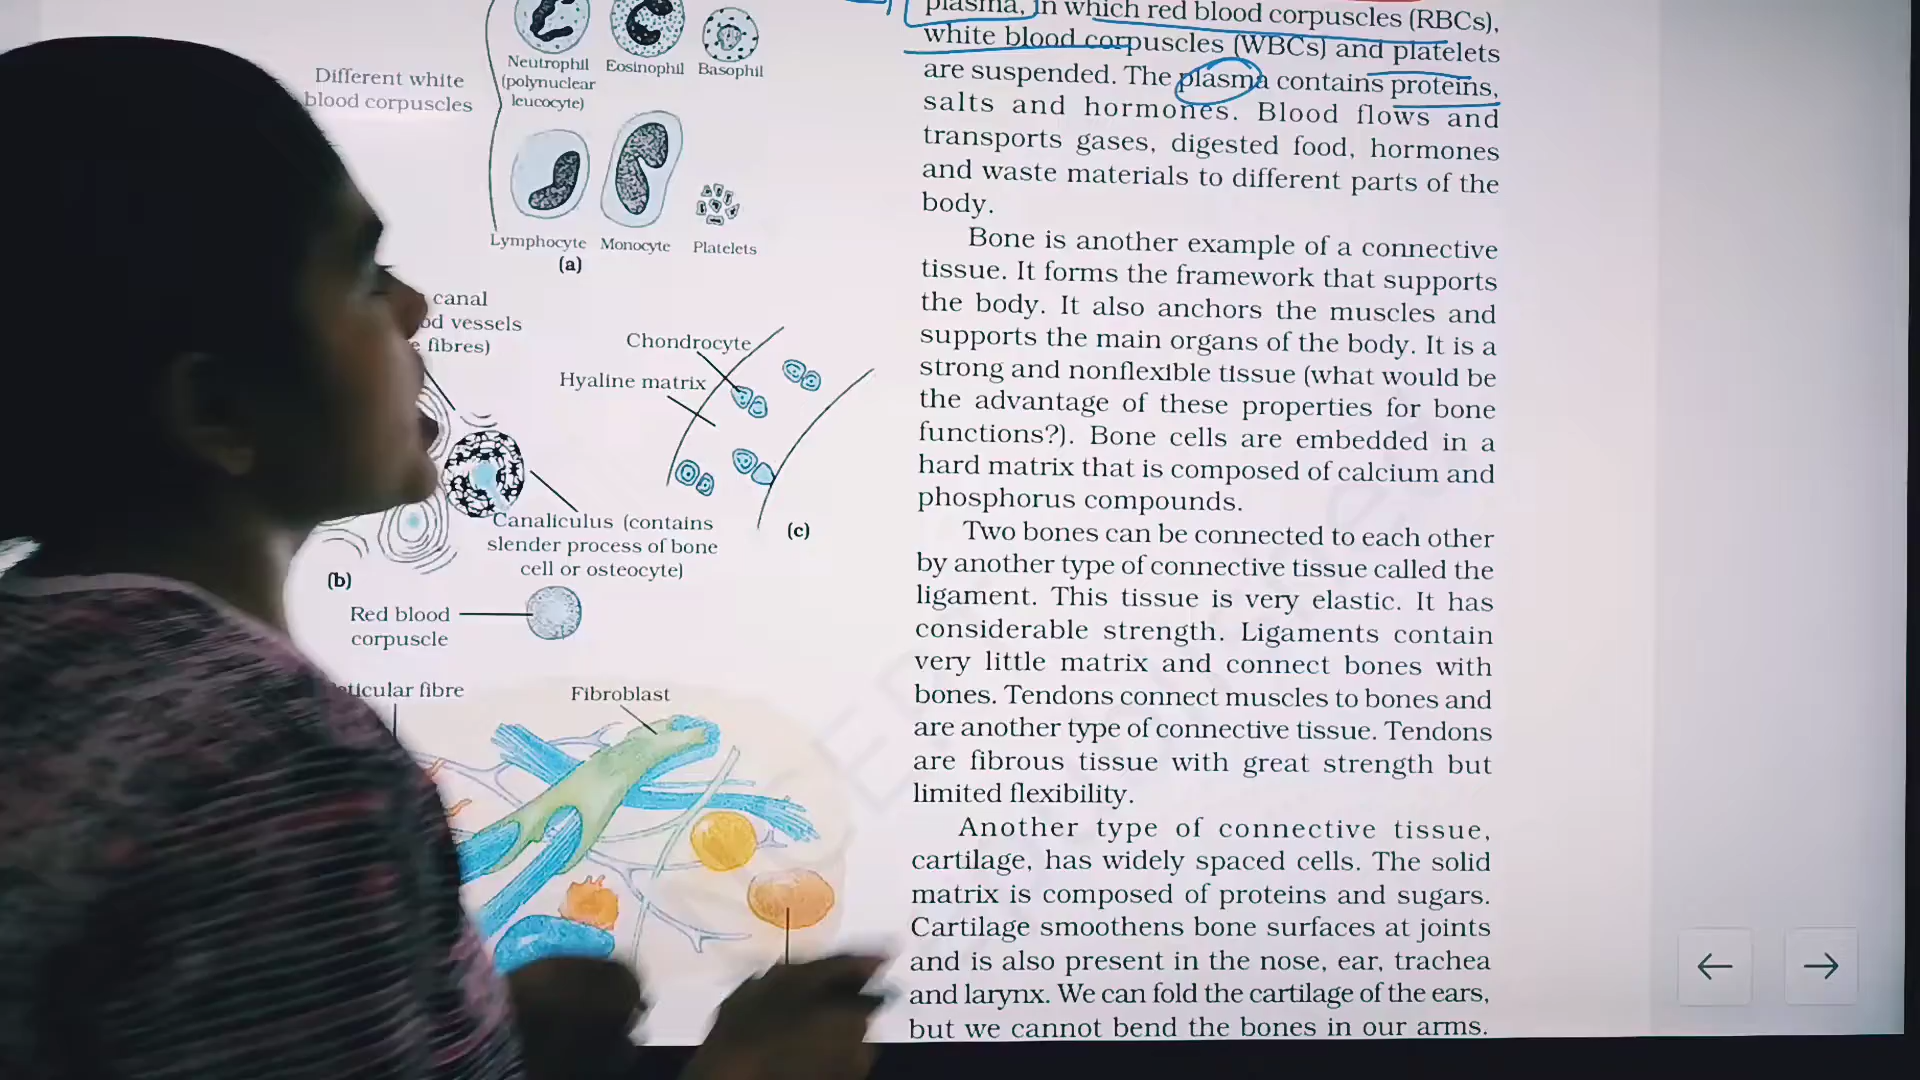 Different white
blood corpuscles
Neutrophil
(polynuclear
leucocyte)
Eosinophil
Basophil
Lymphocyte
Monocyte
Platelets
(a)
canal
vessels
fibres)
Chondrocyte
Hyaline matrix
(c)
Canaliculus (contains
slender process of bone
cell or osteocyte)
(b)
Red blood
corpuscle
fibre
Fibroblast
plasma, in which red blood corpuscles (RBCs),
white blood corpuscles (WBCs) and platelets
are suspended. The plasma contains proteins,
salts and hormones. Blood flows and
transports gases, digested food, hormones
and waste materials to different parts of the
body.
Bone is another example of a connective
tissue. It forms the framework that supports
the body. It also anchors the muscles and
supports the main organs of the body. It is a
strong and nonflexible tissue (what would be
the advantage of these properties for bone
functions?). Bone cells are embedded in a
hard matrix that is composed of calcium and
phosphorus compounds.
Two bones can be connected to each other
by another type of connective tissue called the
ligament. This tissue is very elastic. It has
considerable strength. Ligaments contain
very little matrix and connect bones with
bones. Tendons connect muscles to bones and
are another type of connective tissue. Tendons
are fibrous tissue with great strength but
limited flexibility.
Another type of connective tissue,
cartilage, has widely spaced cells. The solid
matrix is composed of proteins and sugars.
Cartilage smoothens bone surfaces at joints
and is also present in the nose, ear, trachea
and larynx. We can fold the cartilage of the ears,
but we cannot bend the bones in our arms.